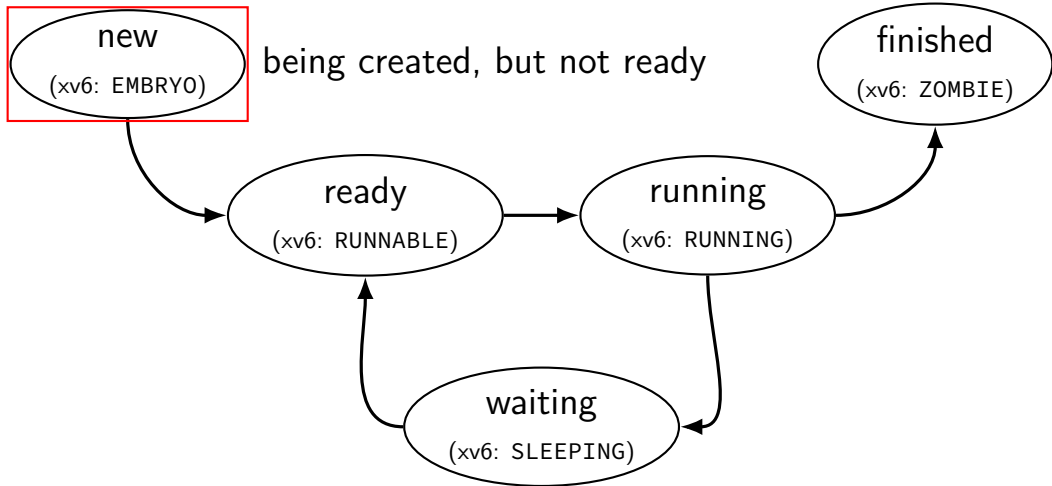 new
(xv6: EMBRYO)
being created, but not ready
finished
(xv6: ZOMBIE)
ready
(xv6: RUNNABLE)
running
(xv6: RUNNING)
waiting
(xv6: SLEEPING)